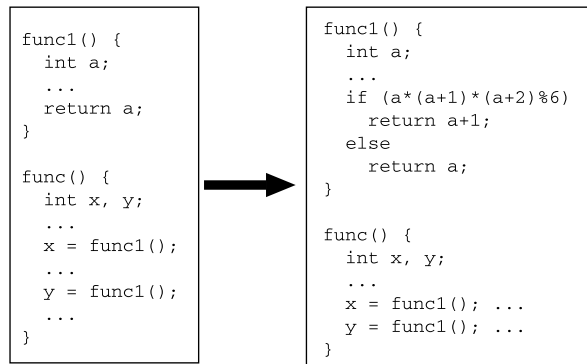 func1() {
  int a;
  ...
  return a;
}

func() {
  int x, y;
  ...
  x = func1();
  ...
  y = func1();
  ...
}

func1() {
  int a;
  ...
  if (a*(a+1)*(a+2)%6)
    return a+1;
  else
    return a;
}

func() {
  int x, y;
  ...
  x = func1(); ...
  y = func1(); ...
}